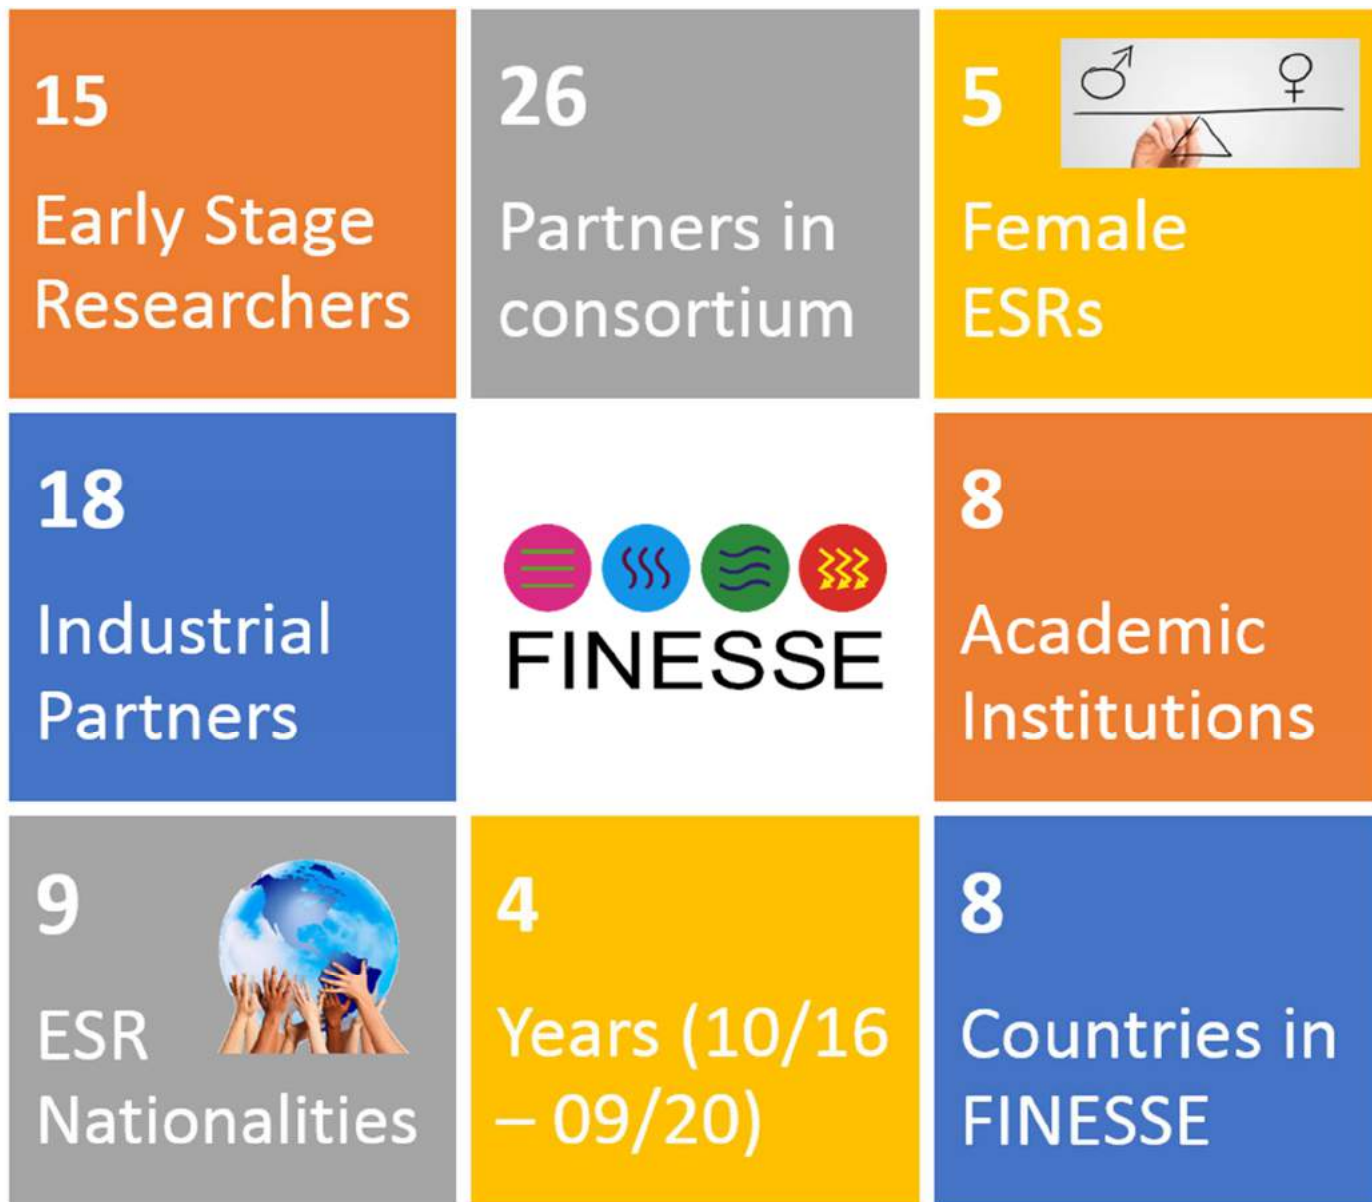 15
Early Stage
Researchers
26
Partners in
consortium
5
Female
ESRs
18
Industrial
Partners
FINESSE
8
Academic
Institutions
9
ESR
Nationalities
4
Years (10/16
– 09/20)
8
Countries in
FINESSE